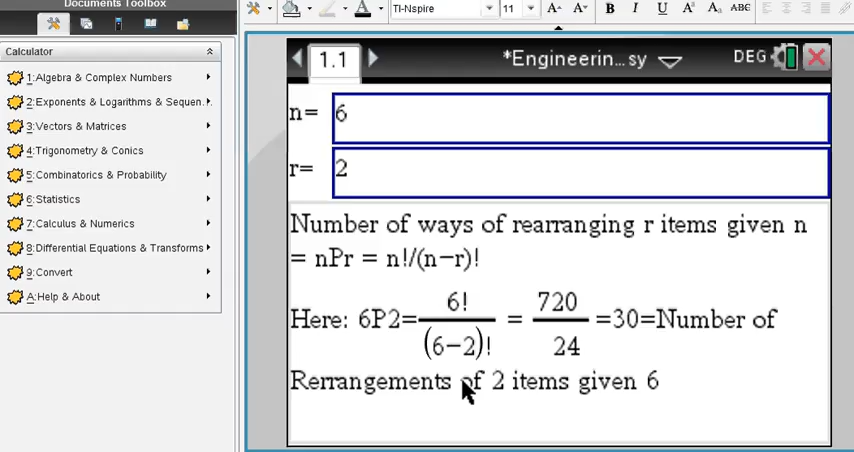 Documents Toolbox
TI-Nspire
11
B I U A A ABC
Calculator
1:Algebra & Complex Numbers
2:Exponents & Logarithms & Sequen..
3:Vectors & Matrices
4:Trigonometry & Conics
5:Combinatorics & Probability
6:Statistics
7:Calculus & Numerics
8:Differential Equations & Transforms
9:Convert
A:Help & About
1.1
*Engineerin...sy
DEG
n= 6
r= 2
Number of ways of rearranging r items given n
= nPr = n!/(n-r)!
Here: 6P2=6!/(6-2)! = 720/24 =30=Number of
Rerrangements of 2 items given 6